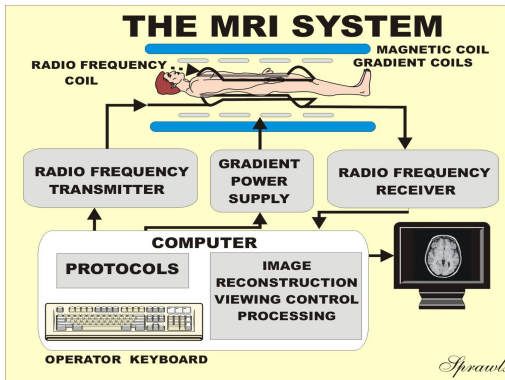 THE MRI SYSTEM
MAGNETIC COIL
RADIO FREQUENCY
COIL
GRADIENT COILS
RADIO FREQUENCY
TRANSMITTER
GRADIENT
POWER
SUPPLY
RADIO FREQUENCY
RECEIVER
COMPUTER
PROTOCOLS
IMAGE
RECONSTRUCTION
VIEWING CONTROL
PROCESSING
OPERATOR KEYBOARD
Sprawls